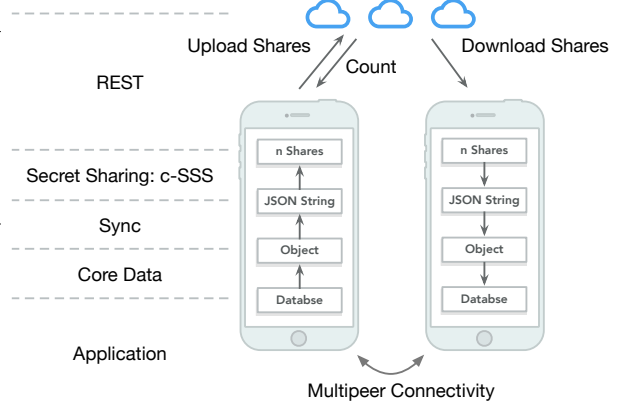 Upload Shares
Download Shares
Count
REST
n Shares
n Shares
Secret Sharing: c-SSS
JSON String
JSON String
Sync
Object
Object
Core Data
Databse
Databse
Application
Multipeer Connectivity